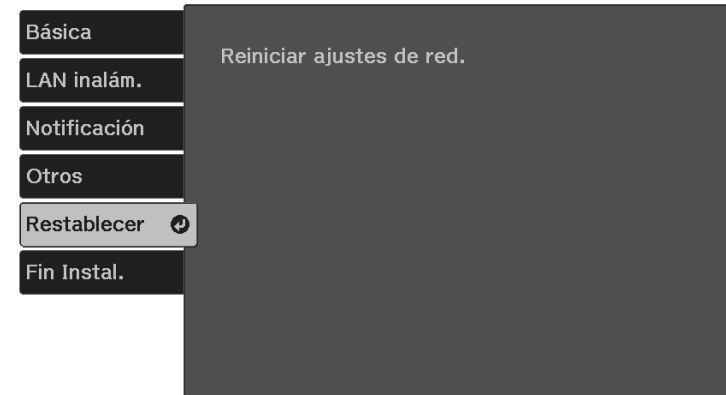 Básica
LAN inalám.
Notificación
Otros
Restablecer
Fin Instal.
Reiniciar ajustes de red.